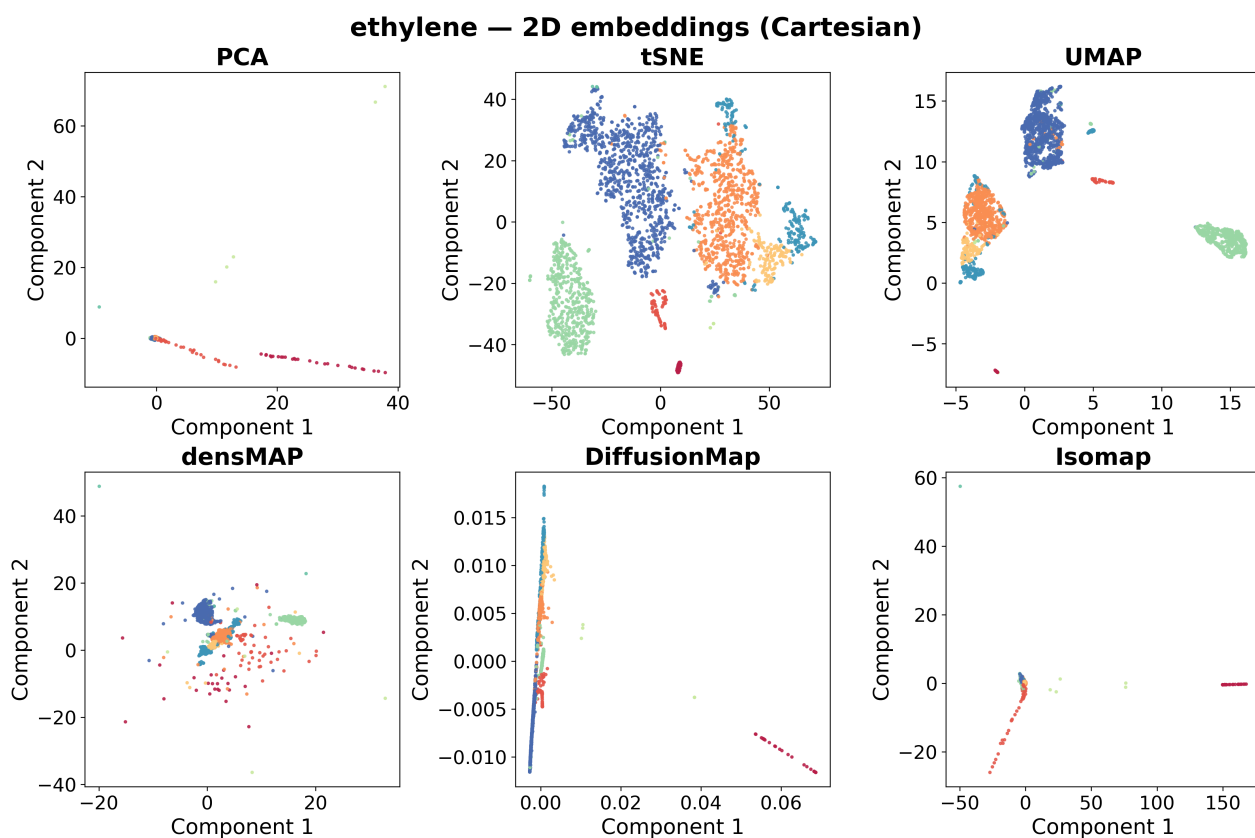 ethylene — 2D embeddings (Cartesian)
PCA
tSNE
UMAP
60
40
20
0
0
20
40
Component 2
Component 1
40
20
0
−20
−40
−50
0
50
Component 2
Component 1
15
10
5
0
−5
−5
0
5
10
15
Component 2
Component 1
densMAP
DiffusionMap
Isomap
40
20
0
−20
−40
−20
0
20
Component 2
Component 1
0.015
0.010
0.005
0.000
−0.005
−0.010
0.00
0.02
0.04
0.06
Component 2
Component 1
60
40
20
0
−20
−50
0
50
100
150
Component 2
Component 1